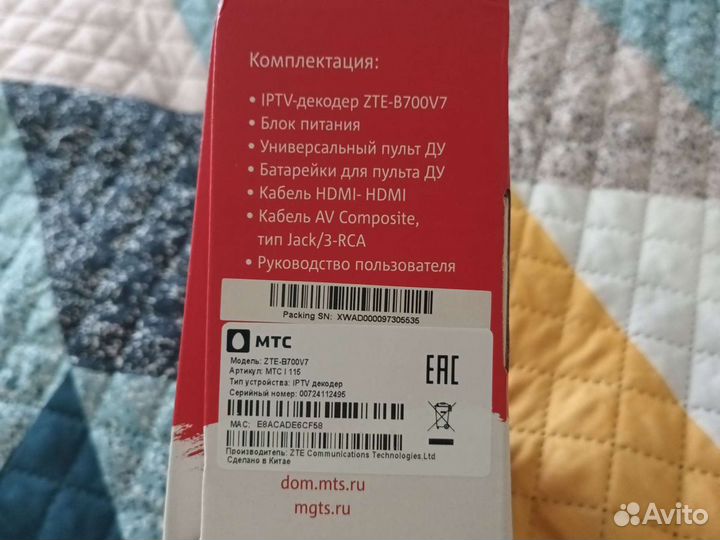 Комплектация:
• IPTV-декодер ZTE-B700V7
• Блок питания
• Универсальный пульт ДУ
• Батарейки для пульта ДУ
• Кабель HDMI- HDMI
• Кабель AV Composite,
тип Jack/3-RCA
• Руководство пользователя
Packing SN: XWAD000097305535
МТС
Модель: ZTE-B700V7
Артикул: МТС I 115
Тип устройства: IPTV декодер
Серийный номер: 00724112495
EAC
MAC: E8ACADE6CF58
Производитель: ZTE Communications Technologies,Ltd
Сделано в Китае
dom.mts.ru
mgts.ru
Avito